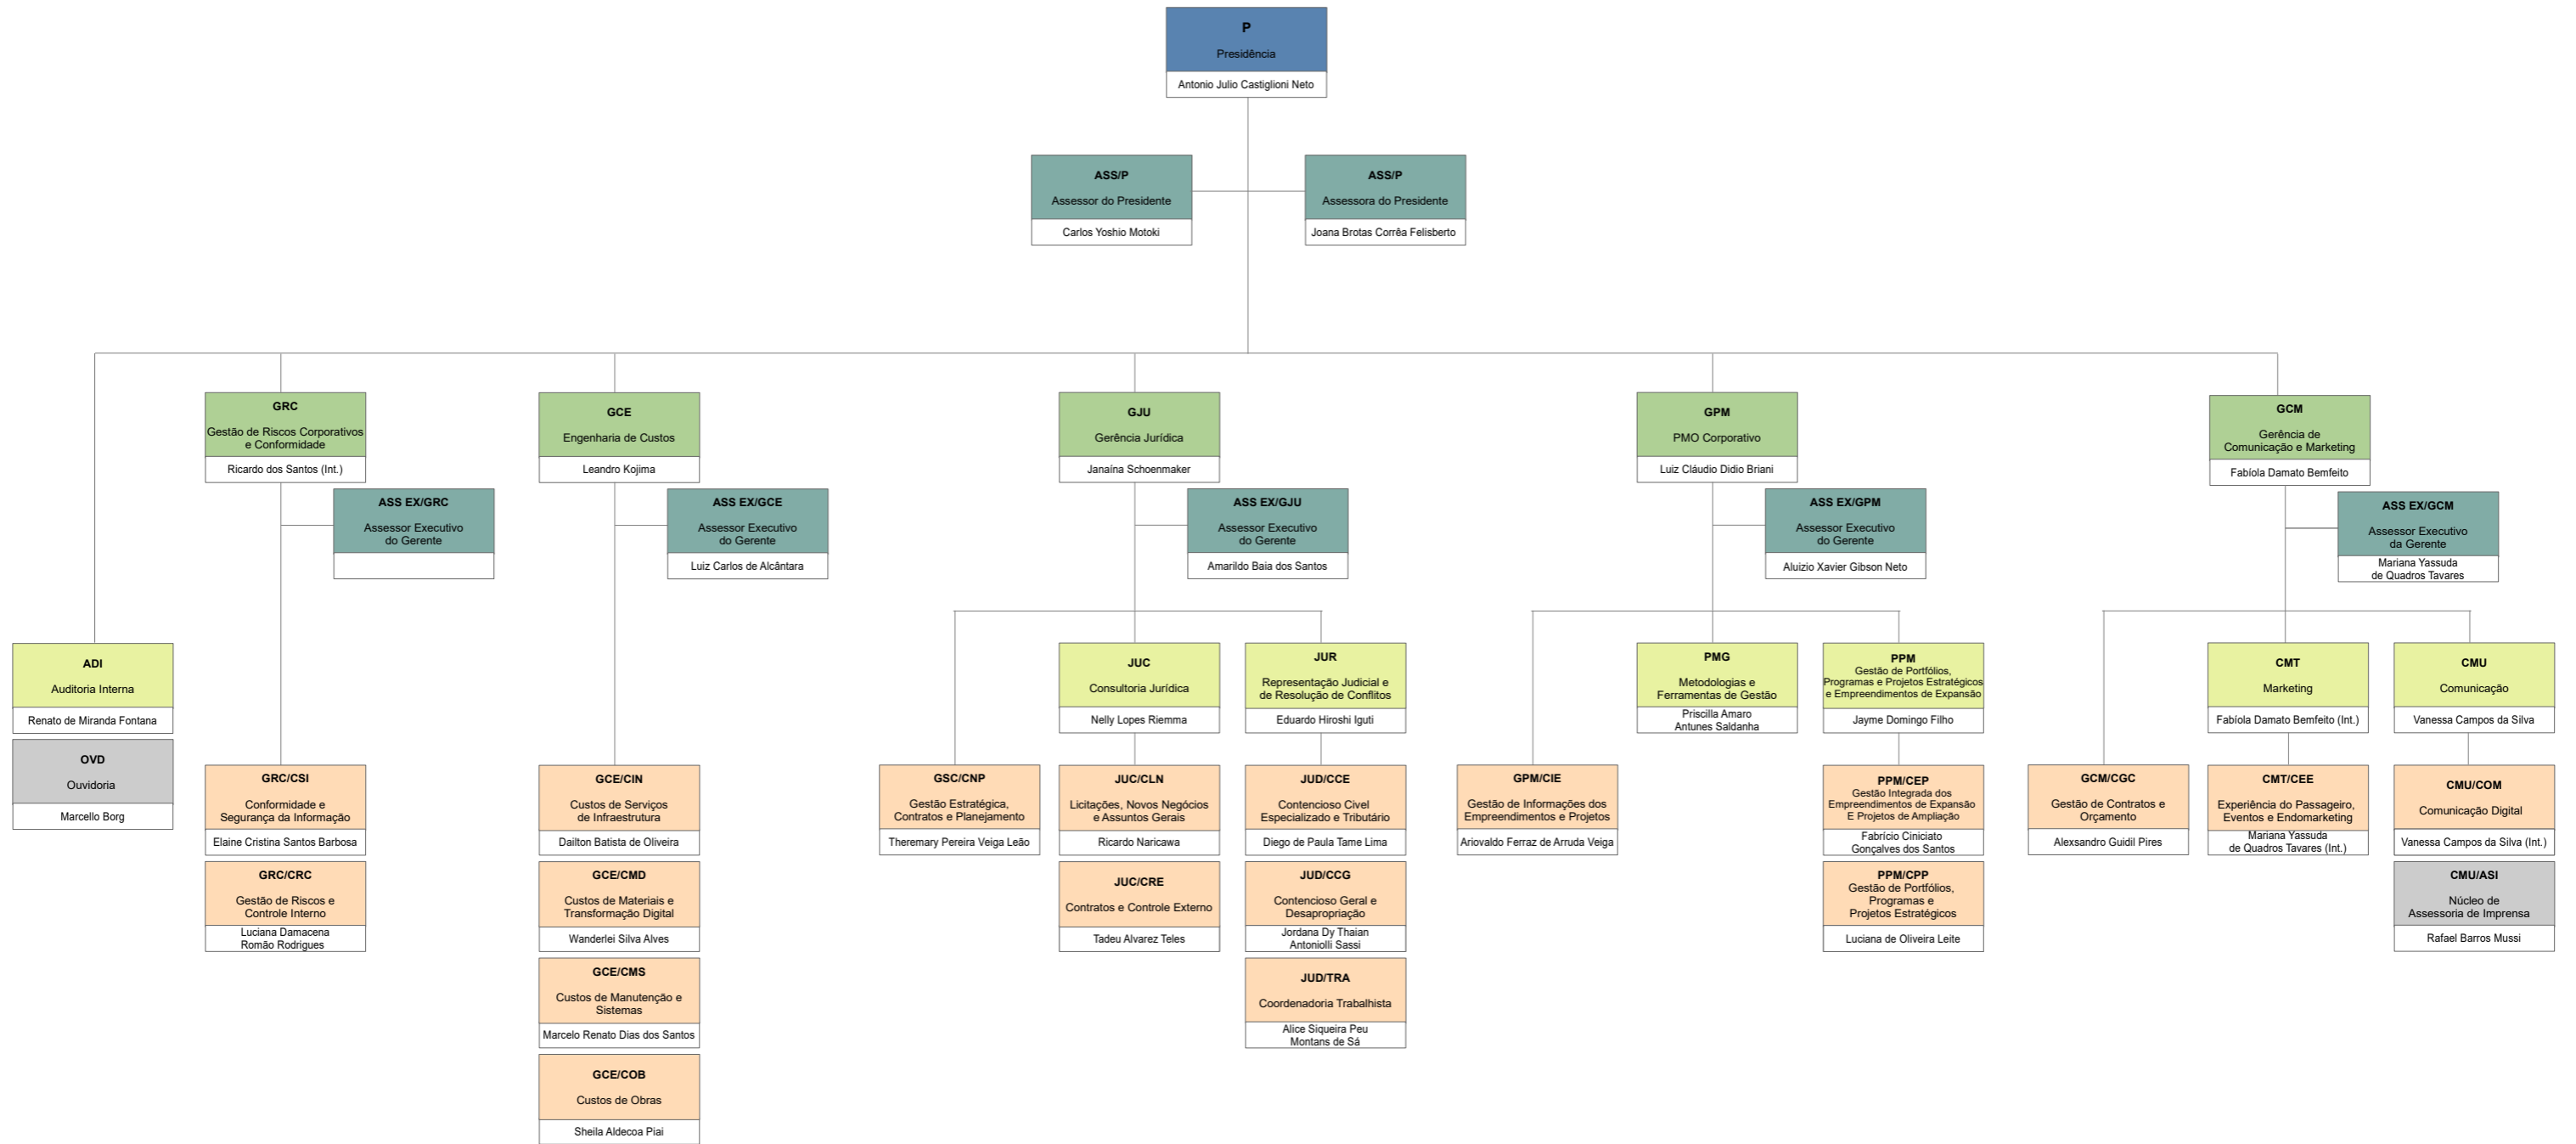 P
Presidência
Antonio Julio Castiglioni Neto
ASS/P
Assessor do Presidente
Carlos Yoshio Motoki
ASS/P
Assessora do Presidente
Joana Brotas Corrêa Felisberto
GRC
Gestão de Riscos Corporativos
e Conformidade
Ricardo dos Santos (Int.)
GCE
Engenharia de Custos
Leandro Kojima
GJU
Gerência Jurídica
Janaína Schoenmaker
GPM
PMO Corporativo
Luiz Cláudio Didio Briani
GCM
Gerência de
Comunicação e Marketing
Fabíola Damato Bemfeito
ASS EX/GRC
Assessor Executivo
do Gerente
ASS EX/GCE
Assessor Executivo
do Gerente
Luiz Carlos de Alcântara
ASS EX/GJU
Assessor Executivo
do Gerente
Amarildo Baia dos Santos
ASS EX/GPM
Assessor Executivo
do Gerente
Aluizio Xavier Gibson Neto
ASS EX/GCM
Assessor Executivo
da Gerente
Mariana Yassuda
de Quadros Tavares
ADI
Auditoria Interna
Renato de Miranda Fontana
OVD
Ouvidoria
Marcello Borg
JUC
Consultoria Jurídica
Nelly Lopes Riemma
JUR
Representação Judicial e
de Resolução de Conflitos
Eduardo Hiroshi Iguti
PMG
Metodologias e
Ferramentas de Gestão
Priscilla Amaro
Antunes Saldanha
PPM
Gestão de Portfólios,
Programas e Projetos Estratégicos
e Empreendimentos de Expansão
Jayme Domingo Filho
CMT
Marketing
Fabíola Damato Bemfeito (Int.)
CMU
Comunicação
Vanessa Campos da Silva
GRC/CSI
Conformidade e
Segurança da Informação
Elaine Cristina Santos Barbosa
GRC/CRC
Gestão de Riscos e
Controle Interno
Luciana Damacena
Romão Rodrigues
GCE/CIN
Custos de Serviços
de Infraestrutura
Dailton Batista de Oliveira
GCE/CMD
Custos de Materiais e
Transformação Digital
Wanderlei Silva Alves
GCE/CMS
Custos de Manutenção e
Sistemas
Marcelo Renato Dias dos Santos
GCE/COB
Custos de Obras
Sheila Aldecoa Piai
GSC/CNP
Gestão Estratégica,
Contratos e Planejamento
Theremary Pereira Veiga Leão
JUC/CLN
Licitações, Novos Negócios
e Assuntos Gerais
Ricardo Naricawa
JUC/CRE
Contratos e Controle Externo
Tadeu Alvarez Teles
JUD/CCE
Contencioso Civel
Especializado e Tributário
Diego de Paula Tame Lima
JUD/CCG
Contencioso Geral e
Desapropriação
Jordana Dy Thaian
Antoniolli Sassi
JUD/TRA
Coordenadoria Trabalhista
Alice Siqueira Peu
Montans de Sá
GPM/CIE
Gestão de Informações dos
Empreendimentos e Projetos
Ariovaldo Ferraz de Arruda Veiga
PPM/CEP
Gestão Integrada dos
Empreendimentos de Expansão
E Projetos de Ampliação
Fabrício Ciniciato
Gonçalves dos Santos
PPM/CPP
Gestão de Portfólios,
Programas e
Projetos Estratégicos
Luciana de Oliveira Leite
GCM/CGC
Gestão de Contratos e
Orçamento
Alexsandro Guidil Pires
CMT/CEE
Experiência do Passageiro,
Eventos e Endomarketing
Mariana Yassuda
de Quadros Tavares (Int.)
CMU/COM
Comunicação Digital
Vanessa Campos da Silva (Int.)
CMU/ASI
Núcleo de
Assessoria de Imprensa
Rafael Barros Mussi